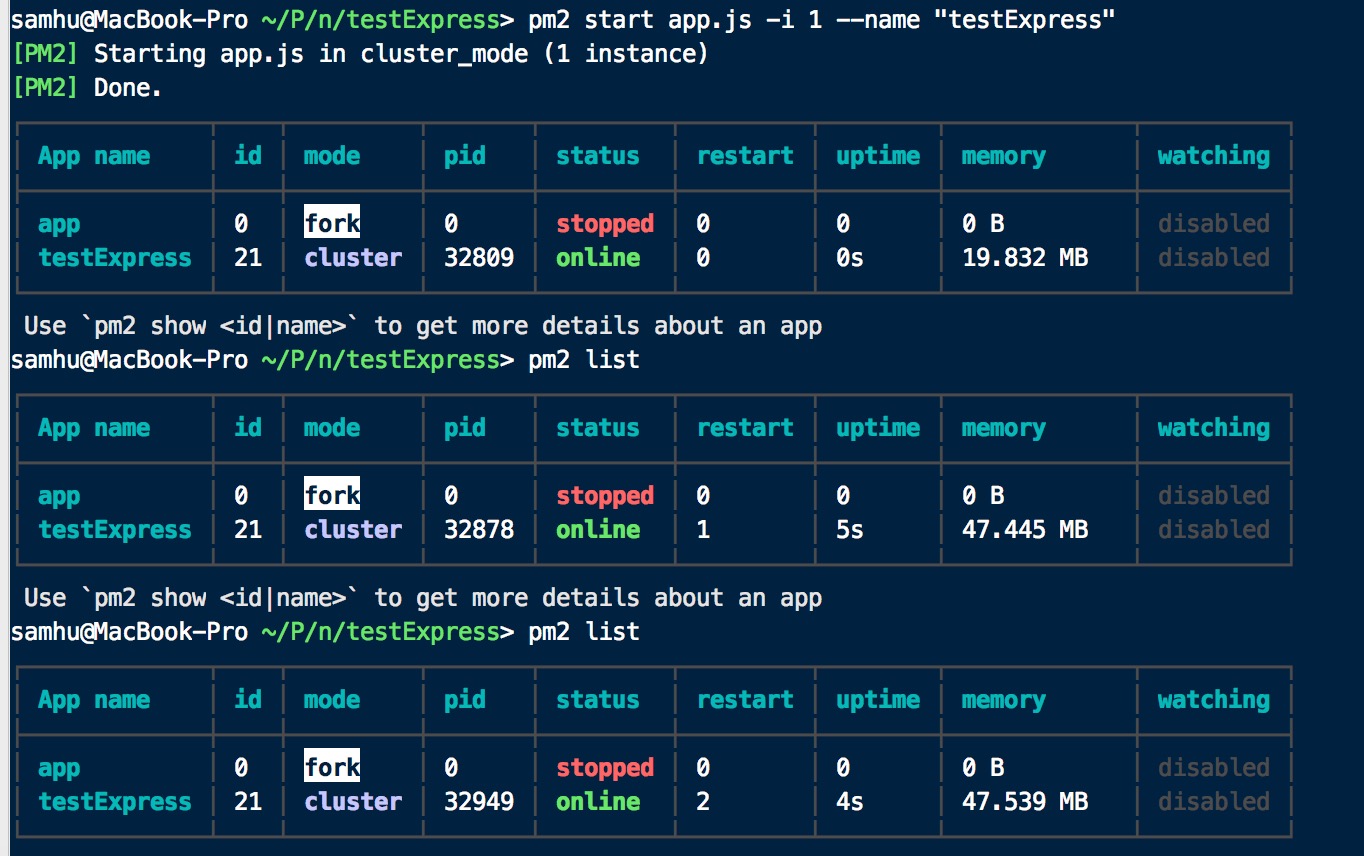 samhu@MacBook-Pro ~/P/n/testExpress> pm2 start app.js -i 1 --name "testExpress"
[PM2] Starting app.js in cluster_mode (1 instance)
[PM2] Done.
App name id mode pid status restart uptime memory watching
app 0 fork 0 stopped 0 0 0 B disabled
testExpress 21 cluster 32809 online 0 0s 19.832 MB disabled
Use `pm2 show <id|name>` to get more details about an app
samhu@MacBook-Pro ~/P/n/testExpress> pm2 list
App name id mode pid status restart uptime memory watching
app 0 fork 0 stopped 0 0 0 B disabled
testExpress 21 cluster 32878 online 1 5s 47.445 MB disabled
Use `pm2 show <id|name>` to get more details about an app
samhu@MacBook-Pro ~/P/n/testExpress> pm2 list
App name id mode pid status restart uptime memory watching
app 0 fork 0 stopped 0 0 0 B disabled
testExpress 21 cluster 32949 online 2 4s 47.539 MB disabled